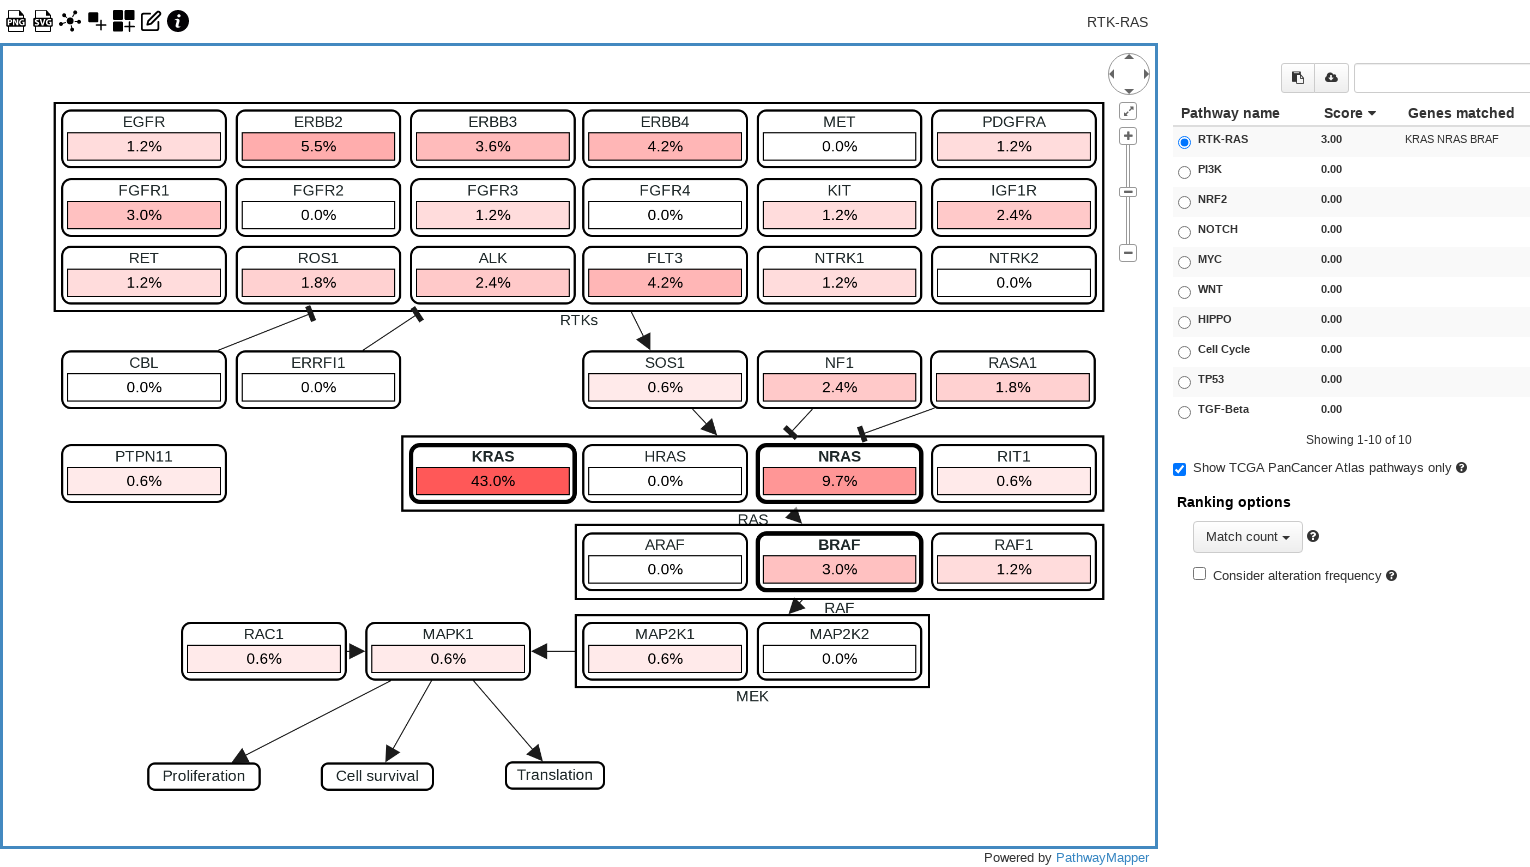 PNG SVG RTK-RAS
Pathway name Score Genes matched
RTK-RAS 3.00 KRAS NRAS BRAF
PI3K 0.00
NRF2 0.00
NOTCH 0.00
MYC 0.00
WNT 0.00
HIPPO 0.00
Cell Cycle 0.00
TP53 0.00
TGF-Beta 0.00
Showing 1-10 of 10
Show TCGA PanCancer Atlas pathways only
Ranking options
Match count
Consider alteration frequency
EGFR ERBB2 ERBB3 ERBB4 MET PDGFRA
1.2% 5.5% 3.6% 4.2% 0.0% 1.2%
FGFR1 FGFR2 FGFR3 FGFR4 KIT IGF1R
3.0% 0.0% 1.2% 0.0% 1.2% 2.4%
RET ROS1 ALK FLT3 NTRK1 NTRK2
1.2% 1.8% 2.4% 4.2% 1.2% 0.0%
RTKs
CBL ERRFI1 SOS1 NF1 RASA1
0.0% 0.0% 0.6% 2.4% 1.8%
PTPN11 KRAS HRAS NRAS RIT1
0.6% 43.0% 0.0% 9.7% 0.6%
RAS
ARAF BRAF RAF1
0.0% 3.0% 1.2%
RAF
RAC1 MAPK1 MAP2K1 MAP2K2
0.6% 0.6% 0.6% 0.0%
MEK
Proliferation Cell survival Translation
Powered by PathwayMapper